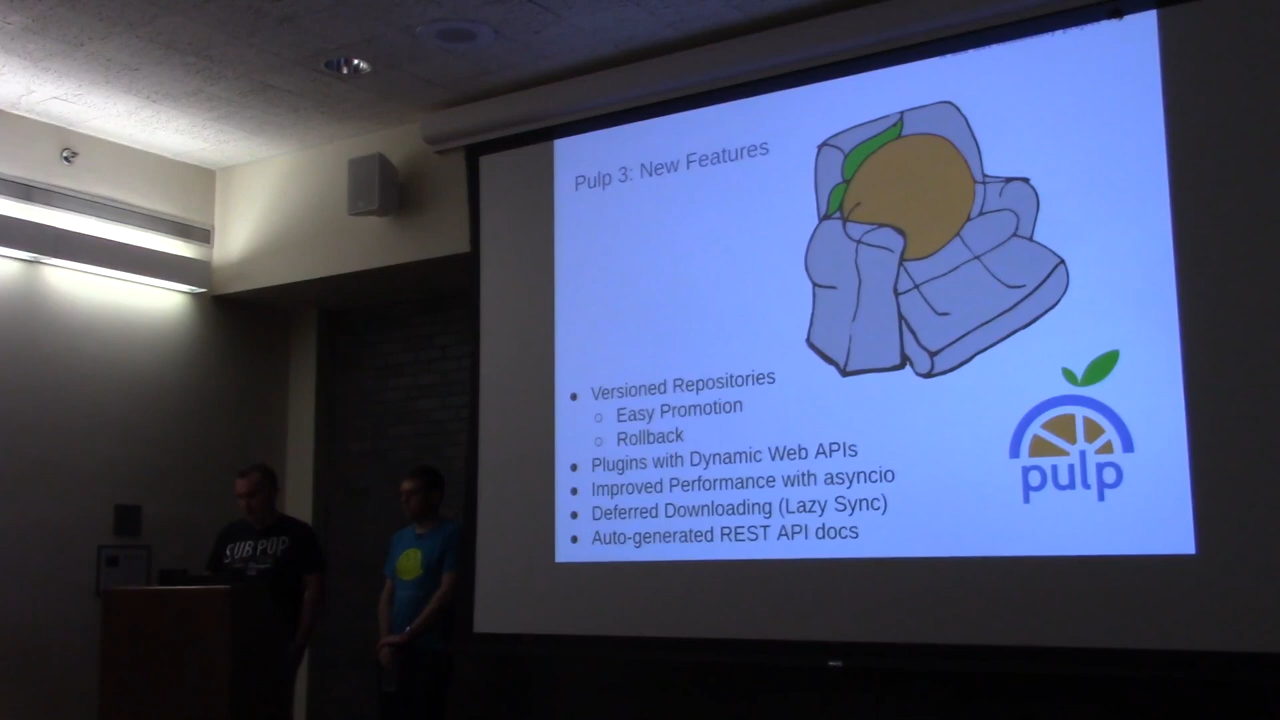 Pulp 3: New Features
Versioned Repositories
Easy Promotion
Rollback
Plugins with Dynamic Web APIs
Improved Performance with asyncio
Deferred Downloading (Lazy Sync)
Auto-generated REST API docs
pulp
SUB POP